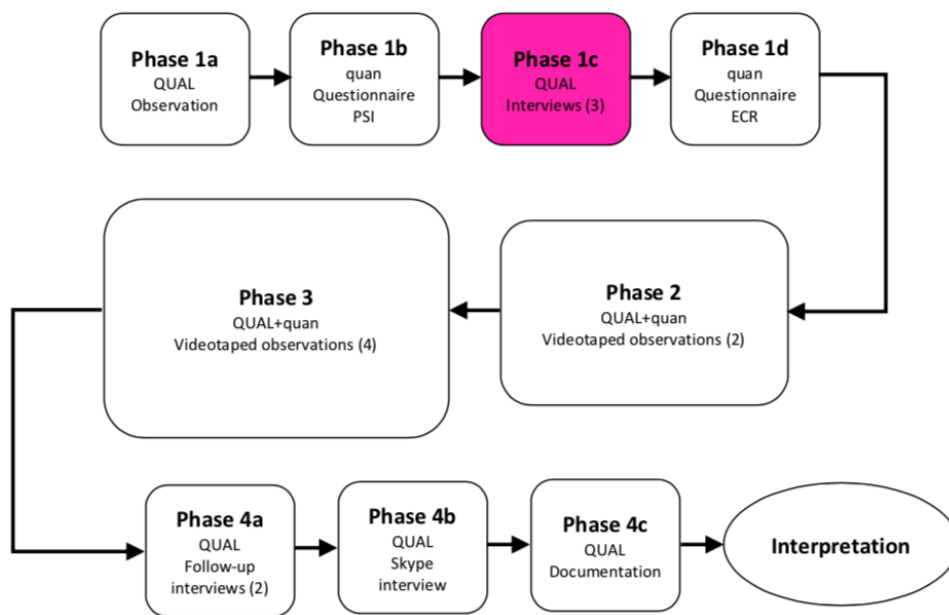 Phase 1a
QUAL
Observation
Phase 1b
quan
Questionnaire
PSI
Phase 1c
QUAL
Interviews (3)
Phase 1d
quan
Questionnaire
ECR
Phase 3
QUAL+quan
Videotaped observations (4)
Phase 2
QUAL+quan
Videotaped observations (2)
Phase 4a
QUAL
Follow-up
interviews (2)
Phase 4b
QUAL
Skype
interview
Phase 4c
QUAL
Documentation
Interpretation